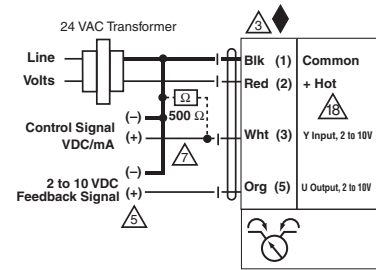 24 VAC Transformer
Line
Volts
3
Blk (1) Common
Red (2) + Hot
18
Ω
500 Ω
(–)
Control Signal (+)
VDC/mA
7
Wht (3) Y Input, 2 to 10V
(–)
2 to 10 VDC
Feedback Signal (+)
5
Org (5) U Output, 2 to 10V